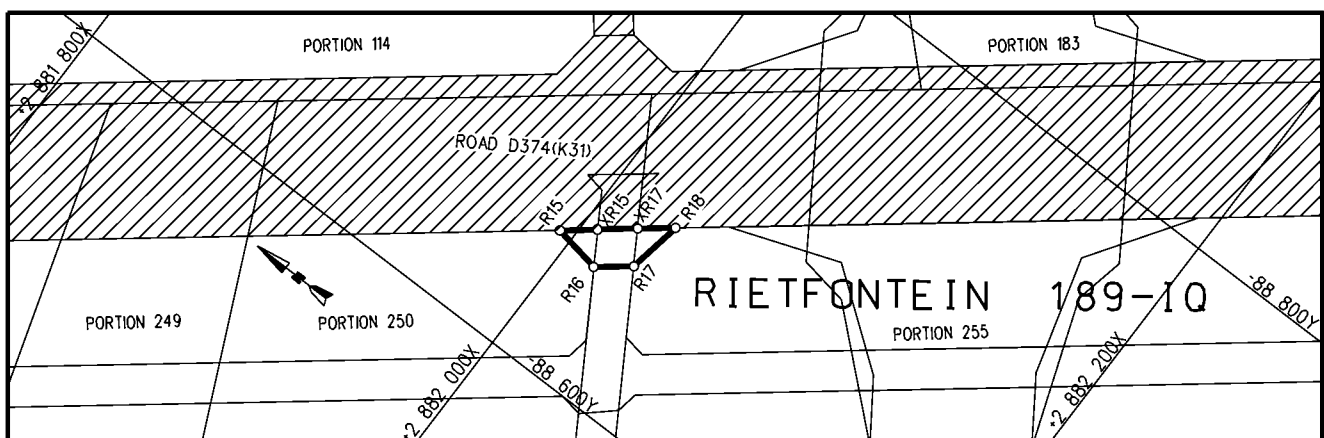 PORTION 114
PORTION 183
+2 881 800X
ROAD D374(K31)
R15
XR15
XR17
R18
R16
R17
RIETFONTEIN 189-IQ
-88 800Y
PORTION 249
PORTION 250
PORTION 255
+2 882 000X
-88 600Y
+2 882 200X